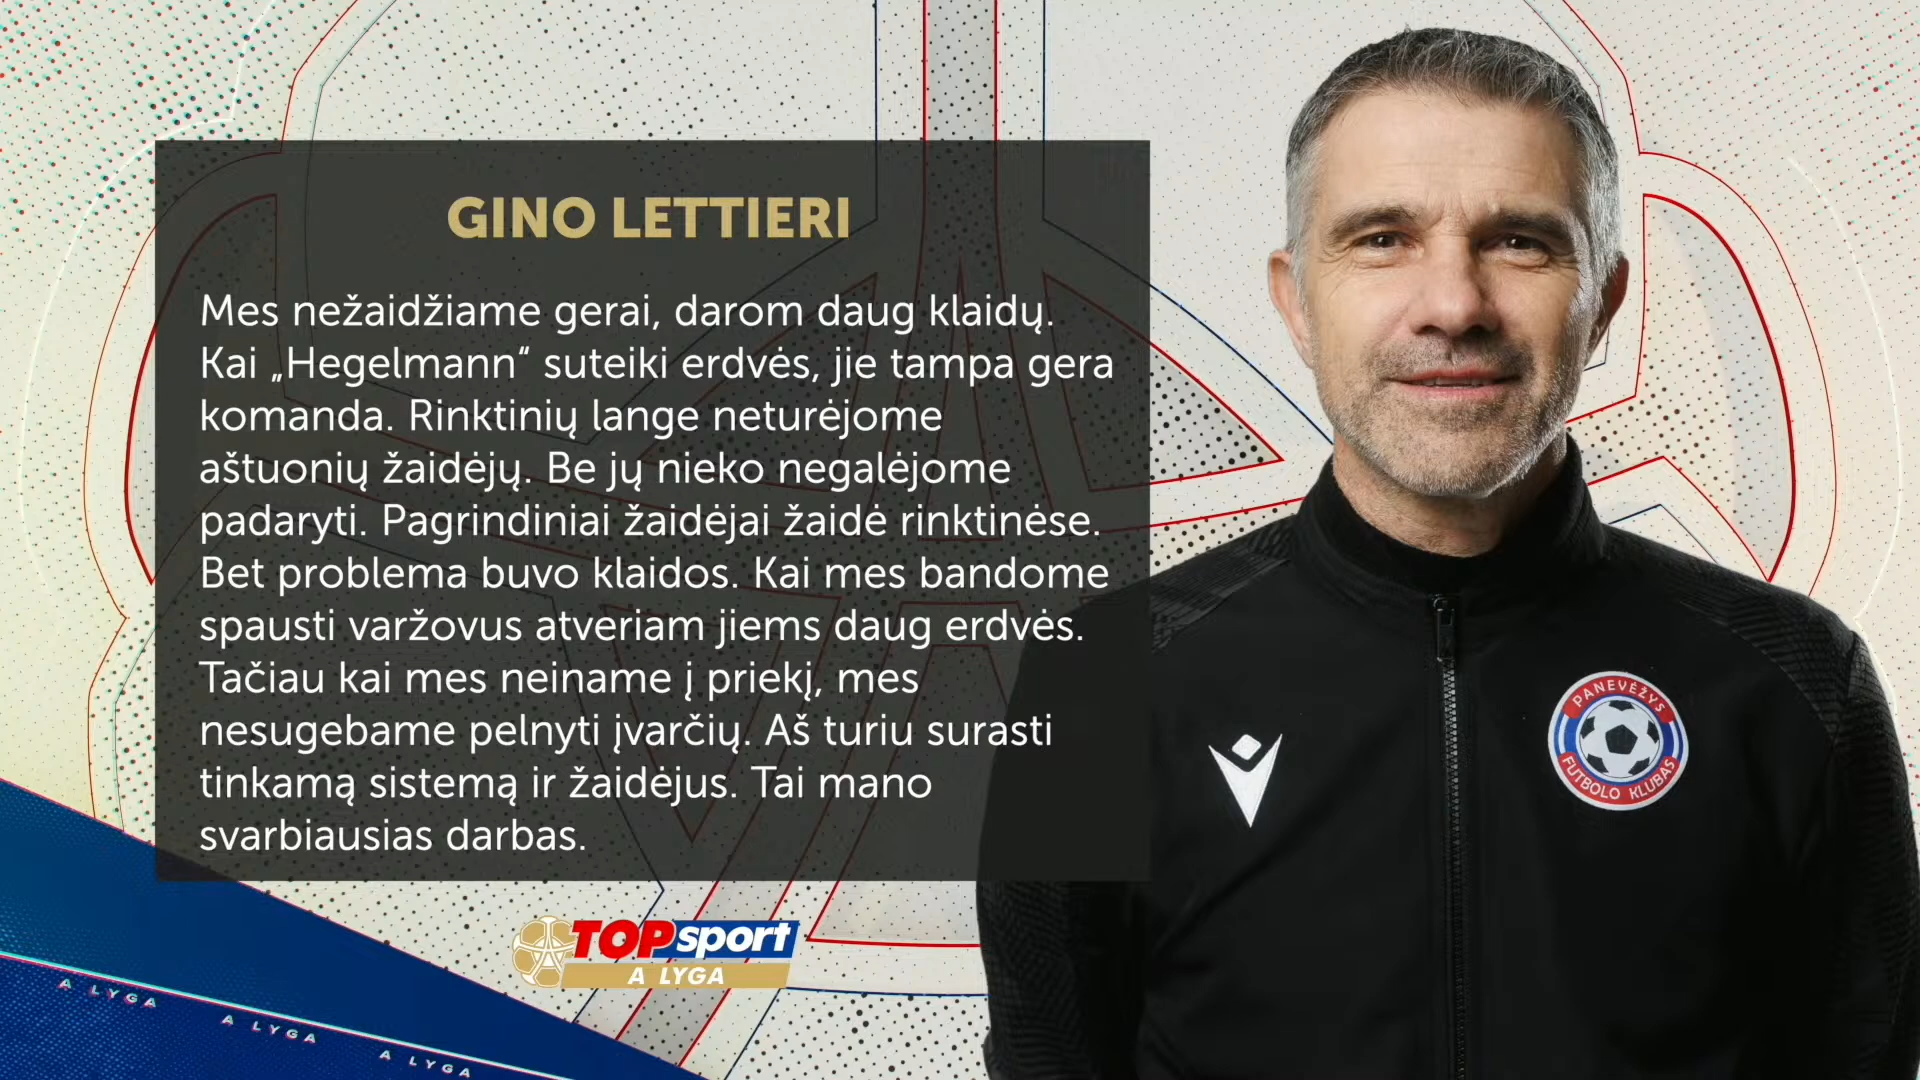 GINO LETTIERI
Mes nežaidžiame gerai, darom daug klaidų.
Kai „Hegelmann“ suteiki erdvės, jie tampa gera
komanda. Rinktinių lange neturėjome
aštuonių žaidėjų. Be jų nieko negalėjome
padaryti. Pagrindiniai žaidėjai žaidė rinktinėse.
Bet problema buvo klaidos. Kai mes bandome
spausti varžovus atveriam jiems daug erdvės.
Tačiau kai mes neiname į priekį, mes
nesugebame pelnyti įvarčių. Aš turiu surasti
tinkamą sistemą ir žaidėjus. Tai mano
svarbiausias darbas.
PANEVĖŽYS
FUTBOLO KLUBAS
TOPsport
A LYGA
A LYGA
A LYGA
A LYGA